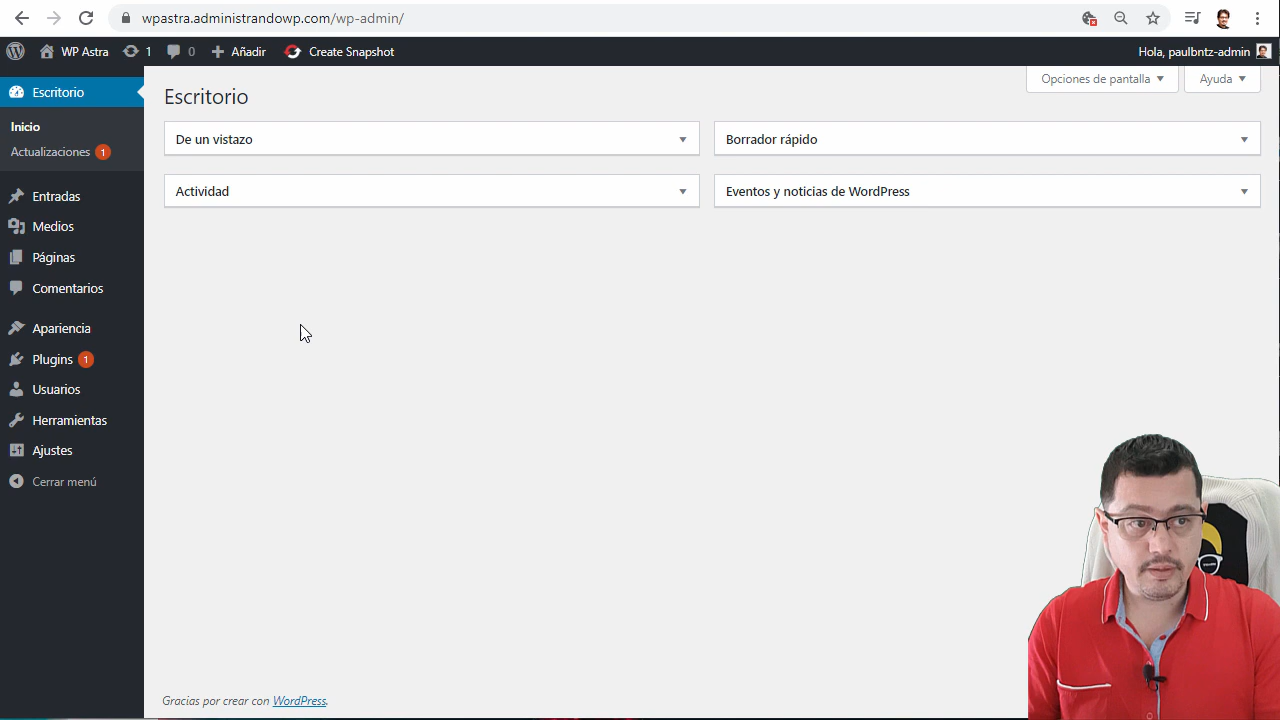 wpastra.administrandowp.com/wp-admin/
WP Astra 1 0 Añadir Create Snapshot Hola, paulbntz-admin
Opciones de pantalla Ayuda
Escritorio
Inicio
Actualizaciones 1
Entradas
Medios
Páginas
Comentarios
Apariencia
Plugins 1
Usuarios
Herramientas
Ajustes
Cerrar menú
Escritorio
De un vistazo
Borrador rápido
Actividad
Eventos y noticias de WordPress
Gracias por crear con WordPress.